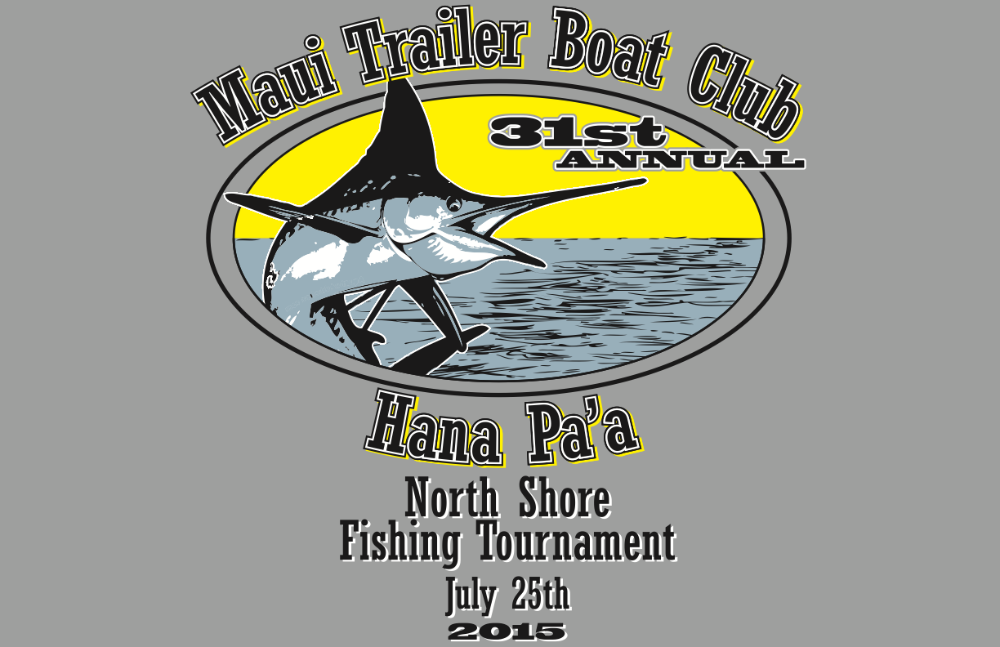 Maui Trailer Boat Club
31st
ANNUAL
Hana Pa’a
North Shore
Fishing Tournament
July 25th
2015